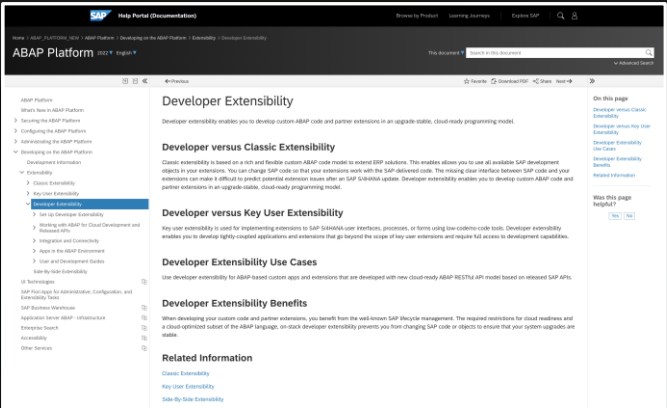 SAP Help Portal (Documentation)
Browse by Product Learning Journeys Explore SAP
Home / ABAP_PLATFORM_NEW / ABAP Platform / Developing on the ABAP Platform / Extensibility / Developer Extensibility
ABAP Platform 2022 English
This document Search in this document
Advanced Search
Previous
Favorite Download PDF Share Next
ABAP Platform
What's New in ABAP Platform
Securing the ABAP Platform
Configuring the ABAP Platform
Administrating the ABAP Platform
Developing on the ABAP Platform
Development Information
Extensibility
Classic Extensibility
Key User Extensibility
Developer Extensibility
Set Up Developer Extensibility
Working with ABAP for Cloud Development and
Released APIs
Integration and Connectivity
Apps in the ABAP Environment
User and Development Guides
Side-By-Side Extensibility
UI Technologies
SAP Fiori Apps for Administrative, Configuration, and
Extensibility Tasks
SAP Business Warehouse
Application Server ABAP - Infrastructure
Enterprise Search
Accessibility
Other Services
Developer Extensibility
Developer extensibility enables you to develop custom ABAP code and partner extensions in an upgrade-stable, cloud-ready programming model.
Developer versus Classic Extensibility
Classic extensibility is based on a rich and flexible custom ABAP code model to extend ERP solutions. This enables allows you to use all available SAP development
objects in your extensions. You can change SAP code so that your extensions work with the SAP-delivered code. The missing clear interface between SAP code and your
extensions can make it difficult to predict potential extension issues after an SAP S/4HANA update. Developer extensibility enables you to develop custom ABAP code and
partner extensions in an upgrade-stable, cloud-ready programming model.
Developer versus Key User Extensibility
Key user extensibility is used for implementing extensions to SAP S/4HANA user interfaces, processes, or forms using low-code/no-code tools. Developer extensibility
enables you to develop tightly-coupled applications and extensions that go beyond the scope of key user extensions and require full access to development capabilities.
Developer Extensibility Use Cases
Use developer extensibility for ABAP-based custom apps and extensions that are developed with new cloud-ready ABAP RESTful API model based on released SAP APIs.
Developer Extensibility Benefits
When developing your custom code and partner extensions, you benefit from the well-known SAP lifecycle management. The required restrictions for cloud readiness and
a cloud-optimized subset of the ABAP language, on-stack developer extensibility prevents you from changing SAP code or objects to ensure that your system upgrades are
stable.
Related Information
Classic Extensibility
Key User Extensibility
Side-By-Side Extensibility
On this page
Developer versus Classic
Extensibility
Developer versus Key User
Extensibility
Developer Extensibility
Use Cases
Developer Extensibility
Benefits
Related Information
Was this page
helpful?
Yes No